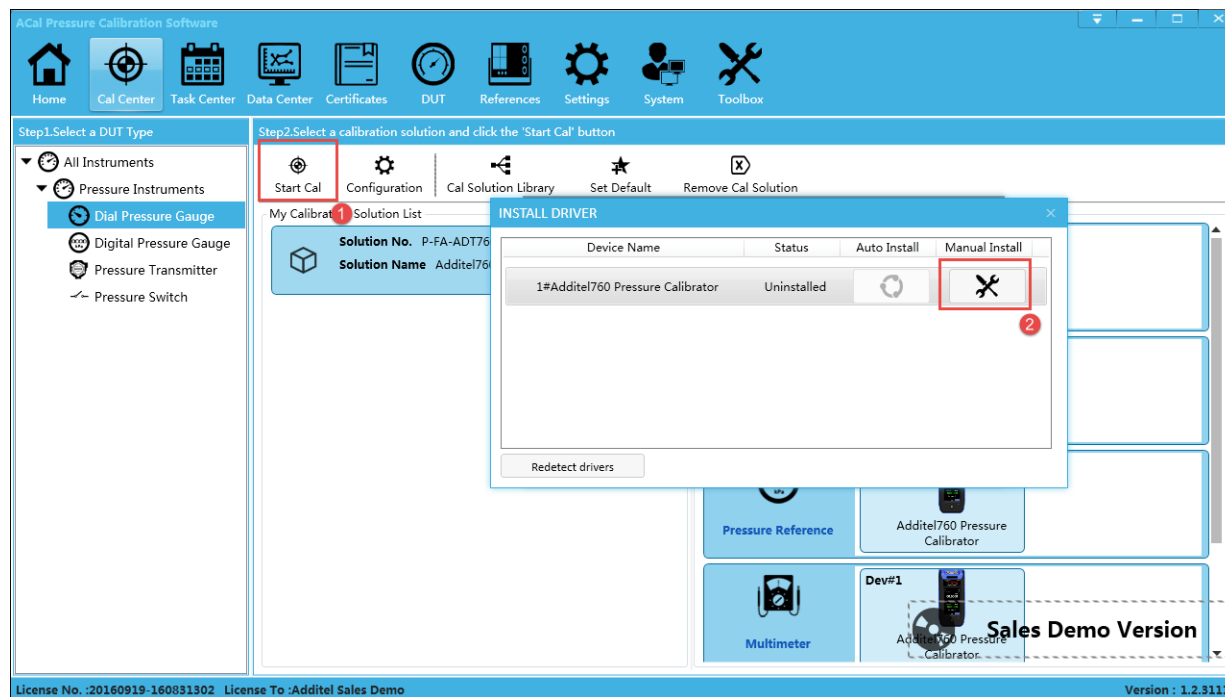 ACal Pressure Calibration Software
Home
Cal Center
Task Center
Data Center
Certificates
DUT
References
Settings
System
Toolbox
Step1.Select a DUT Type
Step2.Select a calibration solution and click the 'Start Cal' button
All Instruments
Pressure Instruments
Dial Pressure Gauge
Digital Pressure Gauge
Pressure Transmitter
Pressure Switch
Start Cal
Configuration
Cal Solution Library
Set Default
Remove Cal Solution
1
My Calibrat Solution List
Solution No. P-FA-ADT76
Solution Name Additel76
INSTALL DRIVER
Device Name Status Auto Install Manual Install
1#Additel760 Pressure Calibrator Uninstalled
2
Redetect drivers
Pressure Reference
Additel760 Pressure
Calibrator
Multimeter
Dev#1
Additel760 Pressure
Calibrator
Sales Demo Version
License No. :20160919-160831302 License To :Additel Sales Demo
Version : 1.2.311